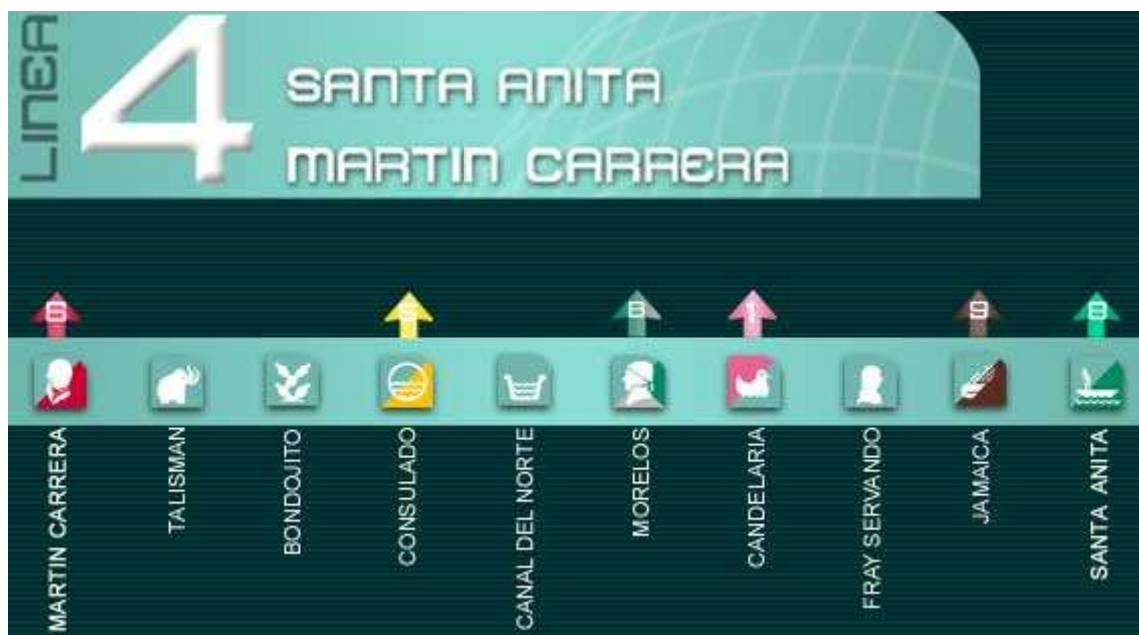 LINEA
4
SANTA ANITA
MARTIN CARRERA
6
5
B
1
9
8
MARTIN CARRERA
TALISMAN
BONDOJITO
CONSULADO
CANAL DEL NORTE
MORELOS
CANDELARIA
FRAY SERVANDO
JAMAICA
SANTA ANITA